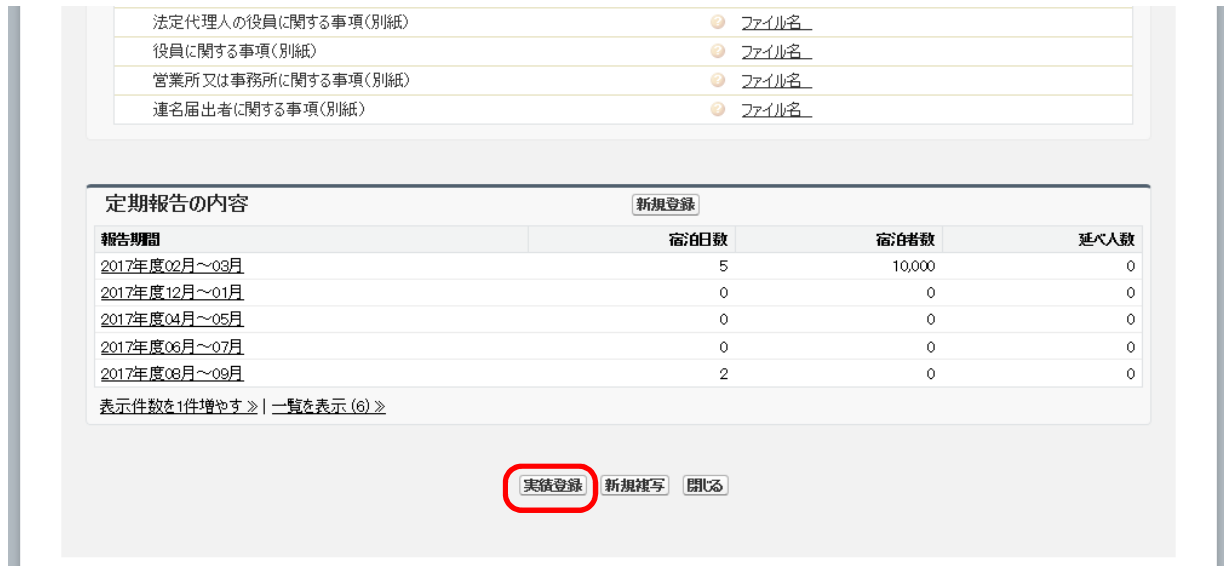 法定代理人の役員に関する事項(別紙) ? ファイル名
役員に関する事項(別紙) ? ファイル名
営業所又は事務所に関する事項(別紙) ? ファイル名
連名届出者に関する事項(別紙) ? ファイル名
定期報告の内容 新規登録
報告期間 宿泊日数 宿泊者数 延べ人数
2017年度02月～03月 5 10,000 0
2017年度12月～01月 0 0 0
2017年度04月～05月 0 0 0
2017年度06月～07月 0 0 0
2017年度08月～09月 2 0 0
表示件数を1件増やす ≫ | 一覧を表示 (6) ≫
実績登録 新規複写 閉じる